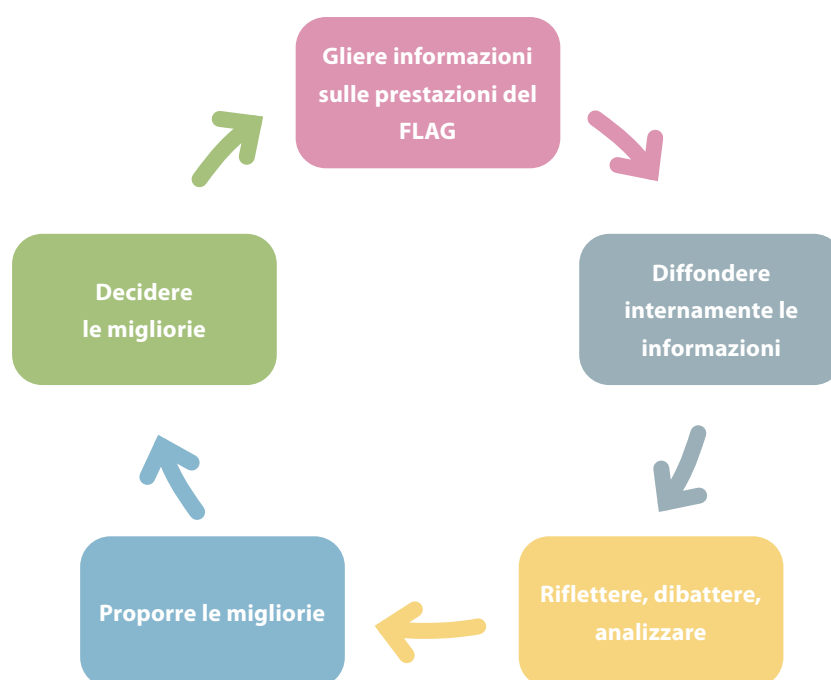 Gliere informazioni
sulle prestazioni del
FLAG
Diffondere
internamente le
informazioni
Riflettere, dibattere,
analizzare
Proporre le migliorie
Decidere
le migliorie